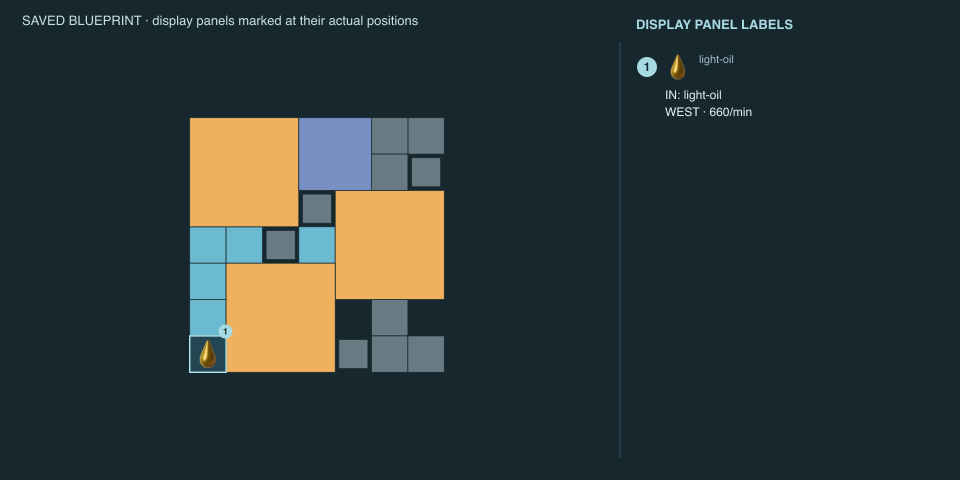 SAVED BLUEPRINT · display panels marked at their actual positions
DISPLAY PANEL LABELS
1 light-oil
IN: light-oil
WEST · 660/min
1